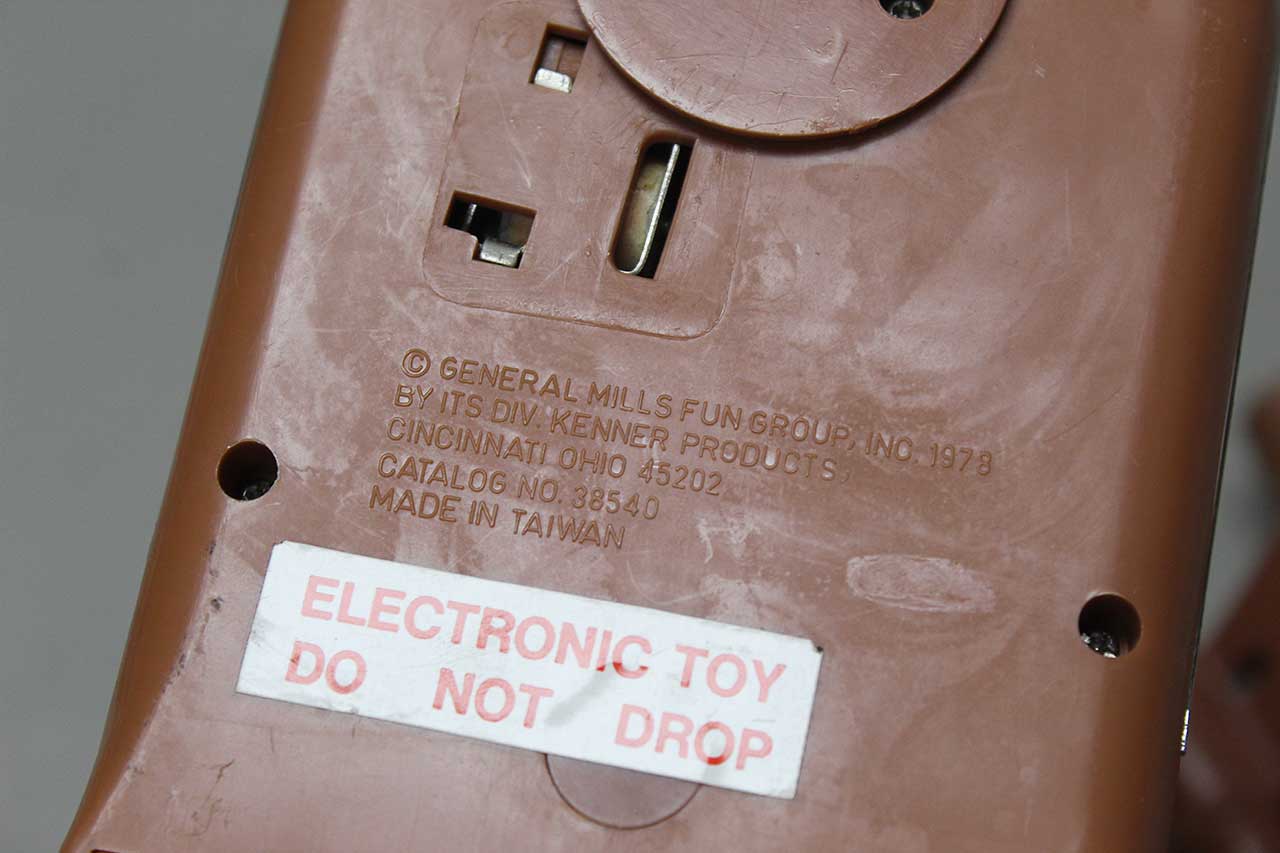 © GENERAL MILLS FUN GROUP, INC. 1978
BY ITS DIV. KENNER PRODUCTS,
CINCINNATI OHIO 45202
CATALOG NO. 38540
MADE IN TAIWAN
ELECTRONIC TOY
DO NOT DROP